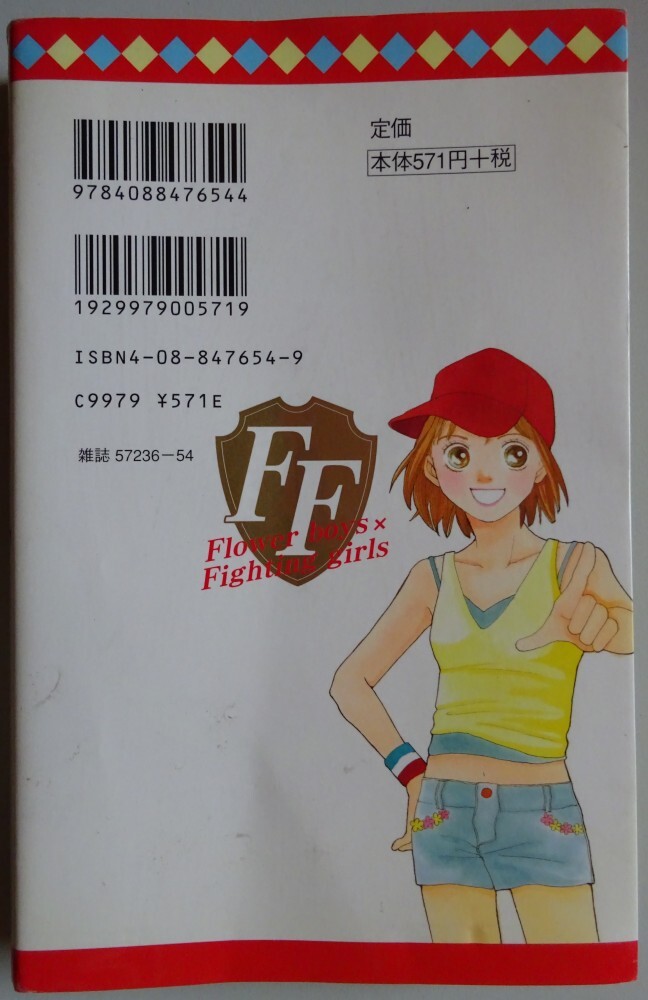 9784088476544
定価
本体571円+税
1929979005719
ISBN4-08-847654-9
C9979 ¥571E
雑誌 57236-54
FF
Flower boys×
Fighting girls